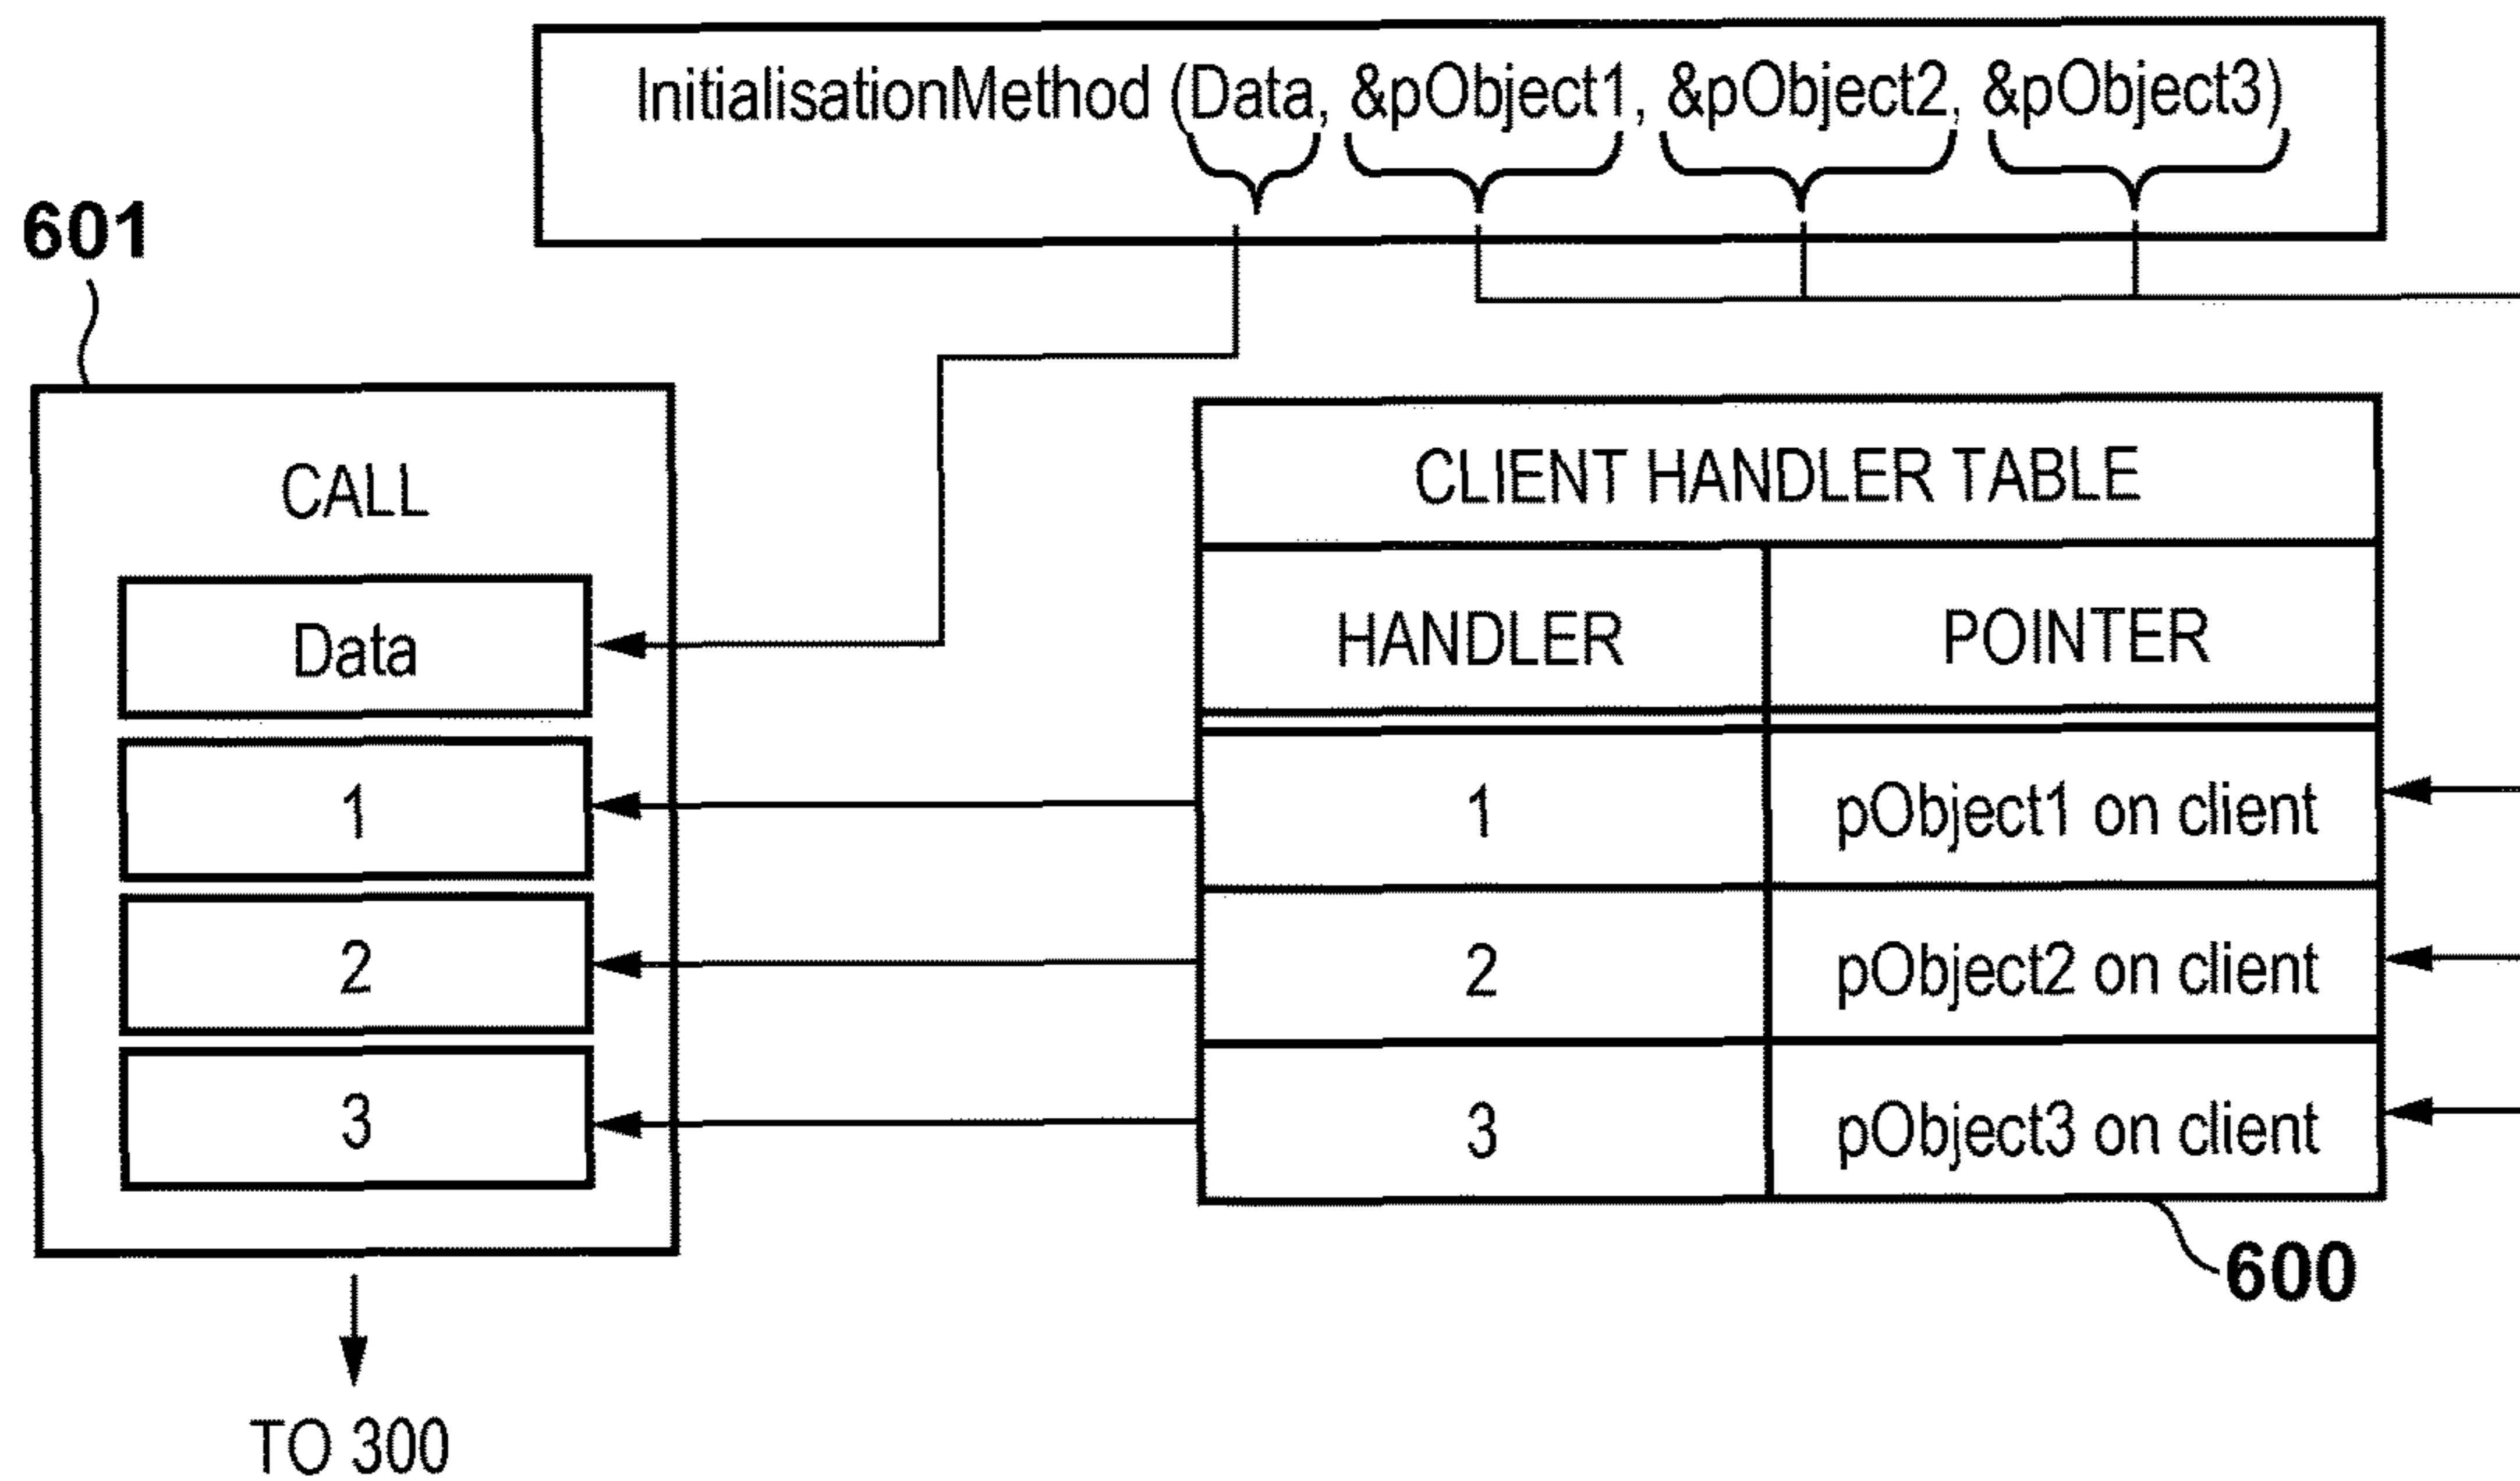 InitialisationMethod (Data, &pObject1, &pObject2, &pObject3)
601
CALL
Data
1
2
3
TO 300
CLIENT HANDLER TABLE
HANDLER POINTER
1 pObject1 on client
2 pObject2 on client
3 pObject3 on client
600